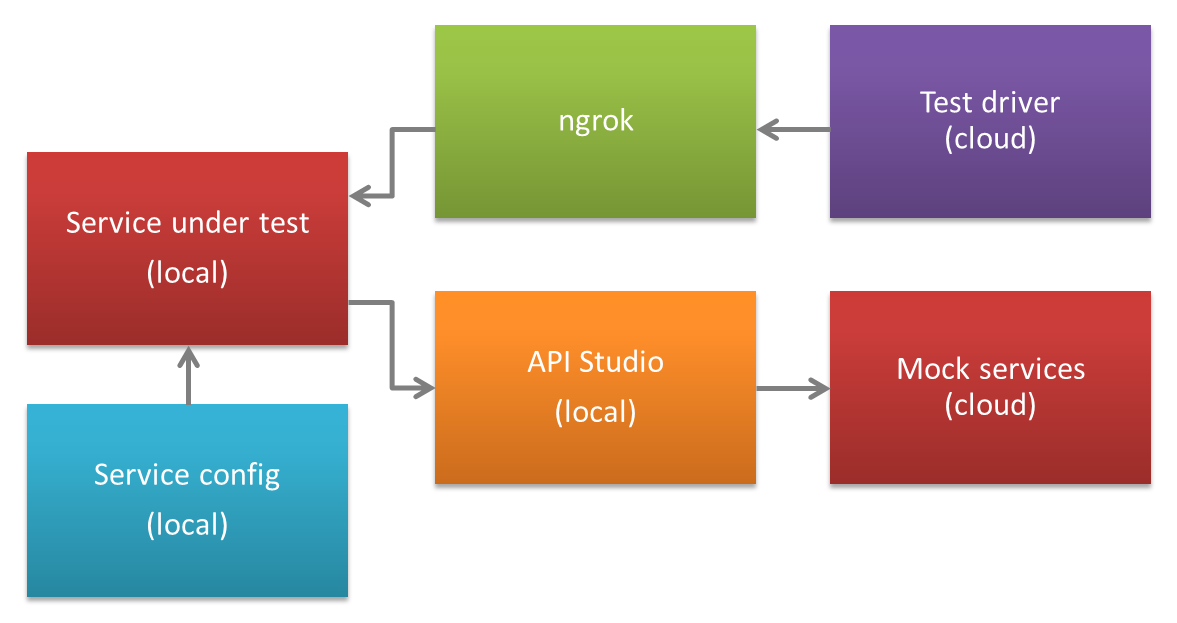 ngrok
Test driver
(cloud)
Service under test
(local)
API Studio
(local)
Mock services
(cloud)
Service config
(local)